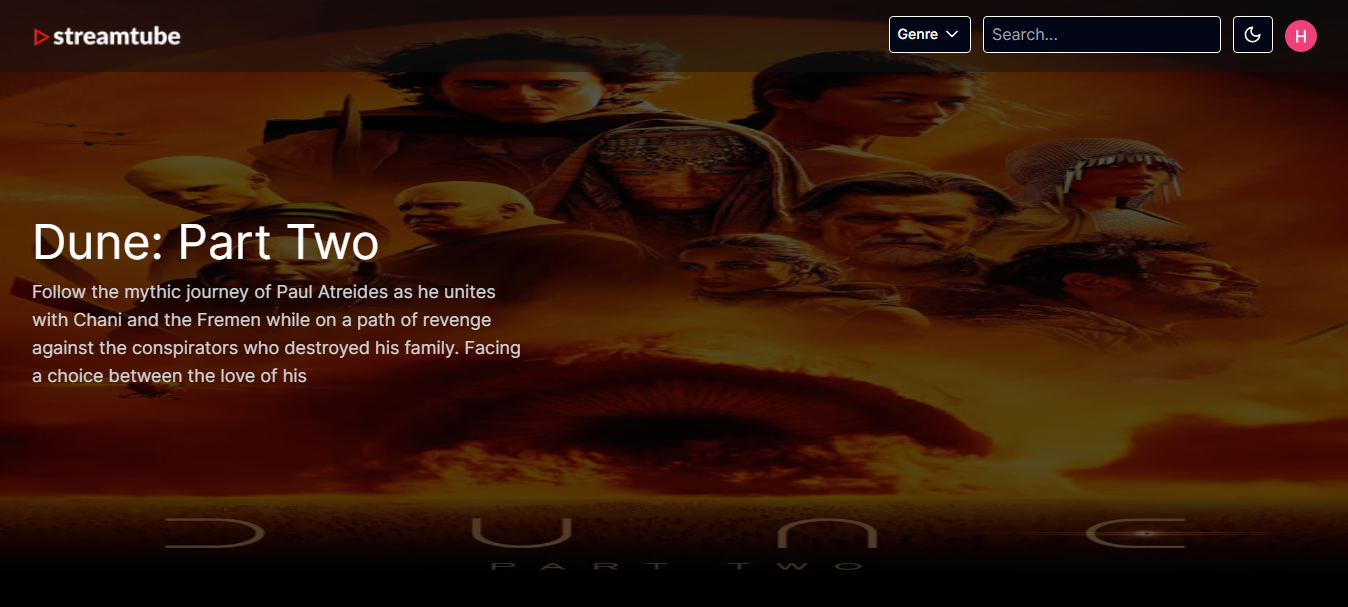 streamtube
Genre
Search...
H
Dune: Part Two
Follow the mythic journey of Paul Atreides as he unites
with Chani and the Fremen while on a path of revenge
against the conspirators who destroyed his family. Facing
a choice between the love of his
DUNE
PART TWO